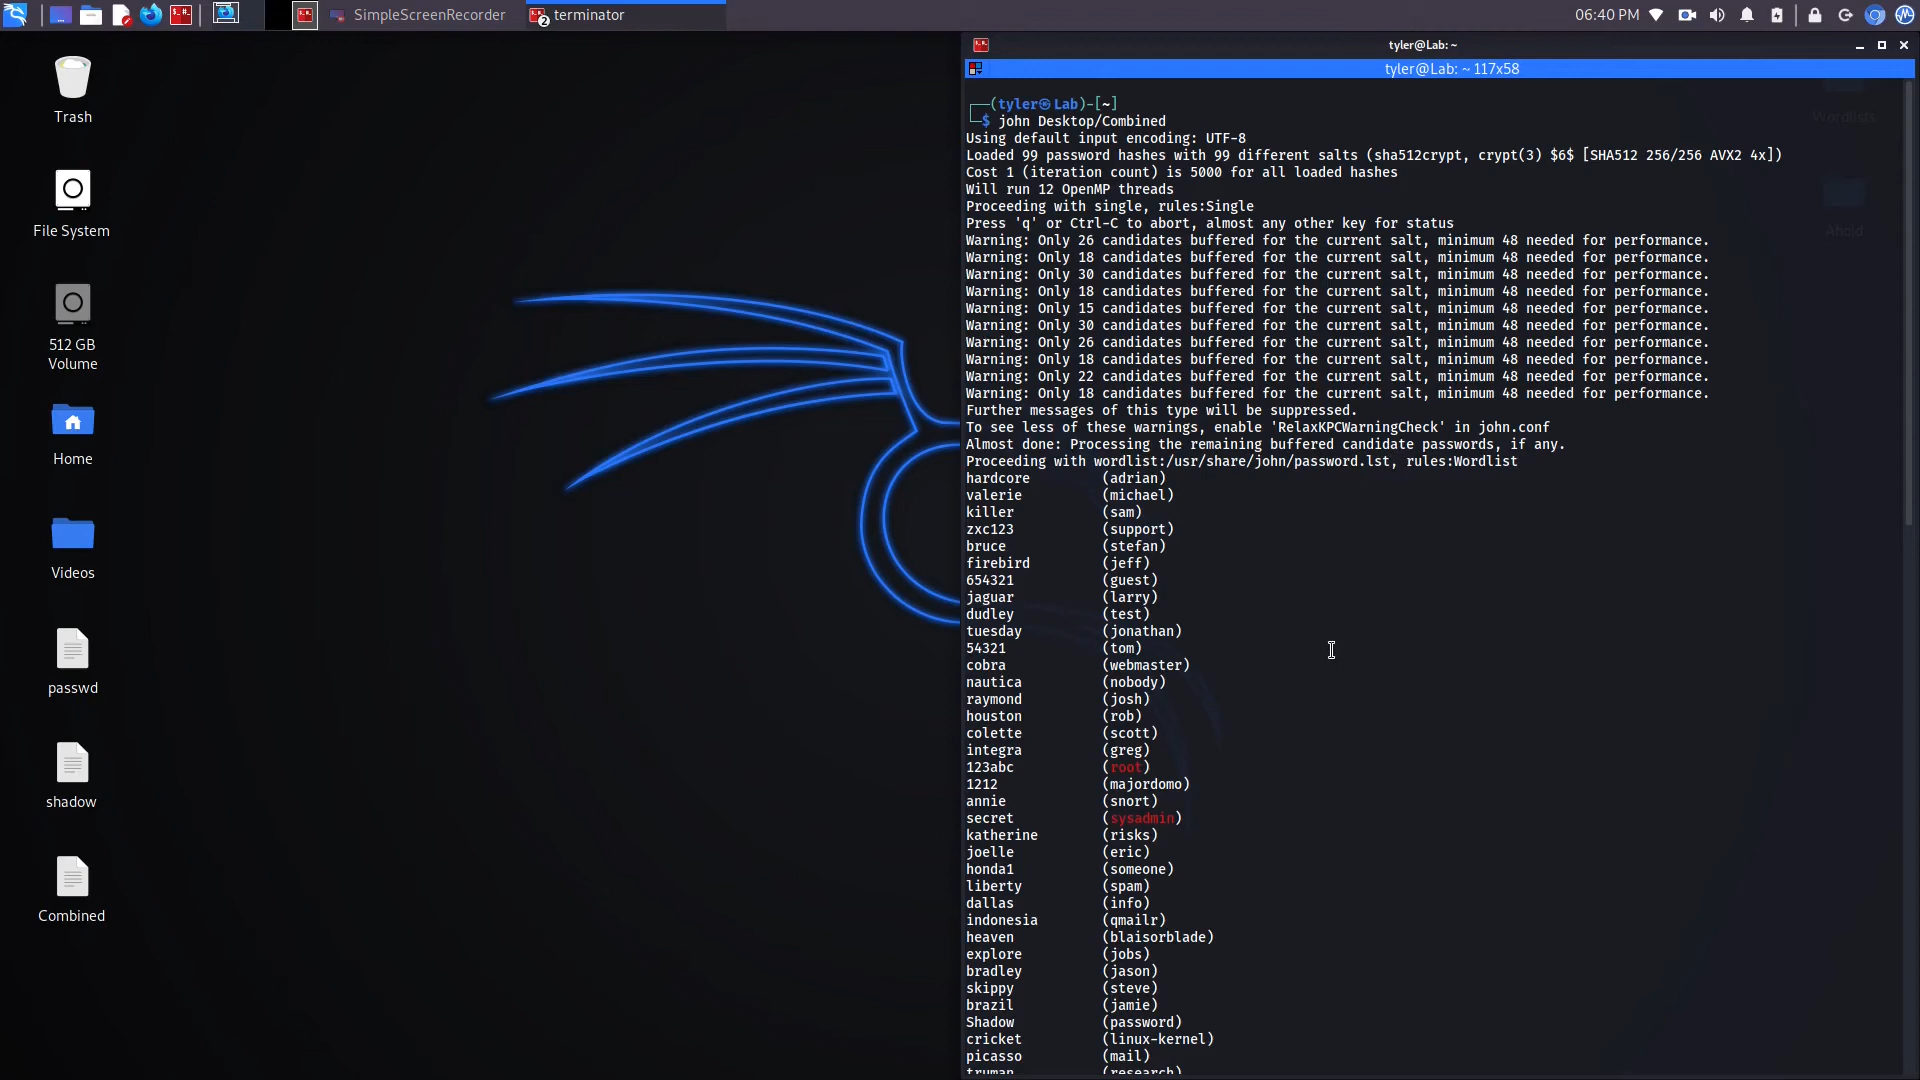 SimpleScreenRecorder
2
terminator
06:40 PM
Trash
File System
512 GB
Volume
Home
Videos
passwd
shadow
Combined
Wordlists
tyler@Lab: ~
tyler@Lab: ~ 117x58
┌──(tyler㉿Lab)-[~]
└─$ john Desktop/Combined
Using default input encoding: UTF-8
Loaded 99 password hashes with 99 different salts (sha512crypt, crypt(3) $6$ [SHA512 256/256 AVX2 4x])
Cost 1 (iteration count) is 5000 for all loaded hashes
Will run 12 OpenMP threads
Proceeding with single, rules:Single
Press 'q' or Ctrl-C to abort, almost any other key for status
Warning: Only 26 candidates buffered for the current salt, minimum 48 needed for performance.
Warning: Only 18 candidates buffered for the current salt, minimum 48 needed for performance.
Warning: Only 30 candidates buffered for the current salt, minimum 48 needed for performance.
Warning: Only 18 candidates buffered for the current salt, minimum 48 needed for performance.
Warning: Only 15 candidates buffered for the current salt, minimum 48 needed for performance.
Warning: Only 30 candidates buffered for the current salt, minimum 48 needed for performance.
Warning: Only 26 candidates buffered for the current salt, minimum 48 needed for performance.
Warning: Only 18 candidates buffered for the current salt, minimum 48 needed for performance.
Warning: Only 22 candidates buffered for the current salt, minimum 48 needed for performance.
Warning: Only 18 candidates buffered for the current salt, minimum 48 needed for performance.
Further messages of this type will be suppressed.
To see less of these warnings, enable 'RelaxKPCWarningCheck' in john.conf
Almost done: Processing the remaining buffered candidate passwords, if any.
Proceeding with wordlist:/usr/share/john/password.lst, rules:Wordlist
hardcore (adrian)
valerie (michael)
killer (sam)
zxc123 (support)
bruce (stefan)
firebird (jeff)
654321 (guest)
jaguar (larry)
dudley (test)
tuesday (jonathan)
54321 (tom)
cobra (webmaster)
nautica (nobody)
raymond (josh)
houston (rob)
colette (scott)
integra (greg)
123abc (root)
1212 (majordomo)
annie (snort)
secret (sysadmin)
katherine (risks)
joelle (eric)
honda1 (someone)
liberty (spam)
dallas (info)
indonesia (qmailr)
heaven (blaisorblade)
explore (jobs)
bradley (jason)
skippy (steve)
brazil (jamie)
Shadow (password)
cricket (linux-kernel)
picasso (mail)
truman (research)